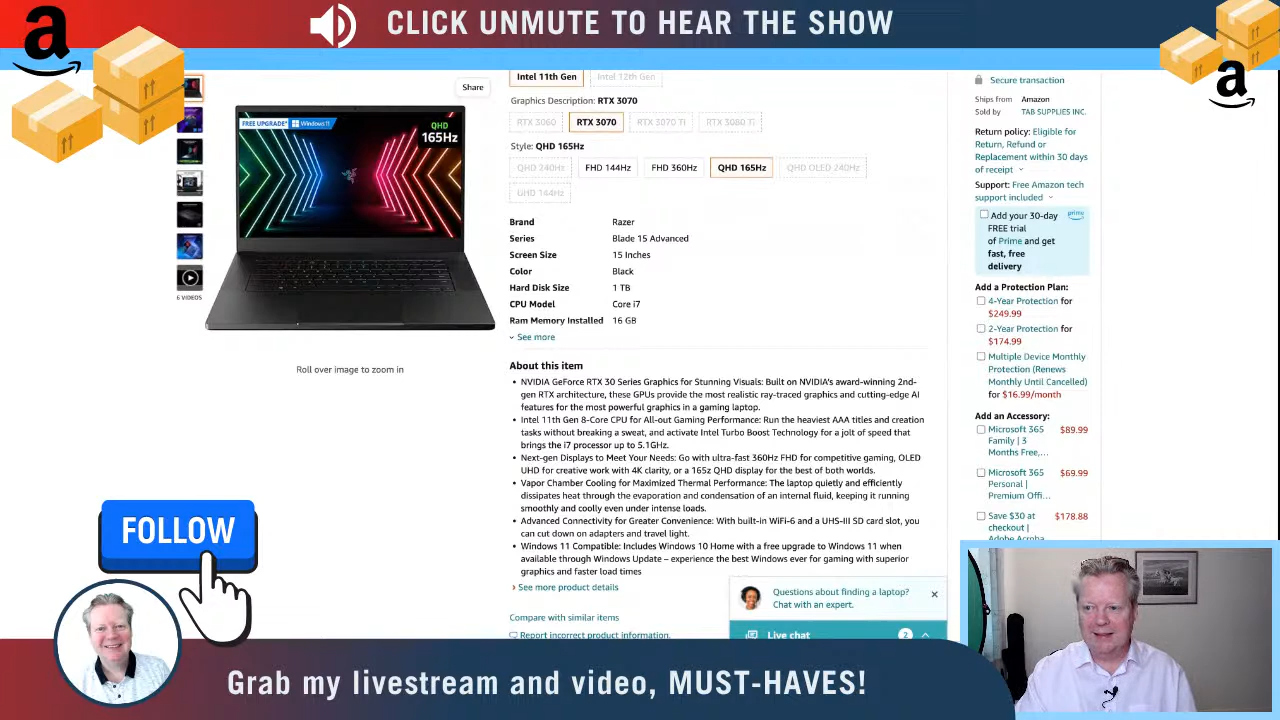 CLICK UNMUTE TO HEAR THE SHOW
Share
Intel 11th Gen
Intel 12th Gen
Graphics Description: RTX 3070
RTX 3060
RTX 3070
RTX 3070 Ti
RTX 3080 Ti
Style: QHD 165Hz
QHD 240Hz
FHD 144Hz
FHD 360Hz
QHD 165Hz
QHD OLED 240Hz
UHD 144Hz
FREE UPGRADE* Windows 11
QHD
165Hz
6 VIDEOS
Roll over image to zoom in
Brand Razer
Series Blade 15 Advanced
Screen Size 15 Inches
Color Black
Hard Disk Size 1 TB
CPU Model Core i7
Ram Memory Installed 16 GB
See more
About this item
NVIDIA GeForce RTX 30 Series Graphics for Stunning Visuals: Built on NVIDIA's award-winning 2nd-
gen RTX architecture, these GPUs provide the most realistic ray-traced graphics and cutting-edge AI
features for the most powerful graphics in a gaming laptop.
Intel 11th Gen 8-Core CPU for All-out Gaming Performance: Run the heaviest AAA titles and creation
tasks without breaking a sweat, and activate Intel Turbo Boost Technology for a jolt of speed that
brings the i7 processor up to 5.1GHz.
Next-gen Displays to Meet Your Needs: Go with ultra-fast 360Hz FHD for competitive gaming, OLED
UHD for creative work with 4K clarity, or a 165z QHD display for the best of both worlds.
Vapor Chamber Cooling for Maximized Thermal Performance: The laptop quietly and efficiently
dissipates heat through the evaporation and condensation of an internal fluid, keeping it running
smoothly and coolly even under intense loads.
Advanced Connectivity for Greater Convenience: With built-in WiFi-6 and a UHS-III SD card slot, you
can cut down on adapters and travel light.
Windows 11 Compatible: Includes Windows 10 Home with a free upgrade to Windows 11 when
available through Windows Update – experience the best Windows ever for gaming with superior
graphics and faster load times
See more product details
Compare with similar items
Report incorrect product information.
Secure transaction
Ships from Amazon
Sold by TAB SUPPLIES INC.
Return policy: Eligible for
Return, Refund or
Replacement within 30 days
of receipt
Support: Free Amazon tech
support included
Add your 30-day
FREE trial
of Prime and get
fast, free
delivery
prime
Add a Protection Plan:
4-Year Protection for
$249.99
2-Year Protection for
$174.99
Multiple Device Monthly
Protection (Renews
Monthly Until Cancelled)
for $16.99/month
Add an Accessory:
Microsoft 365 $89.99
Family | 3
Months Free,...
Microsoft 365 $69.99
Personal |
Premium Offi...
Save $30 at $178.88
checkout |
Adobe Acroba
Questions about finding a laptop?
Chat with an expert.
Live chat 2
FOLLOW
Grab my livestream and video, MUST-HAVES!